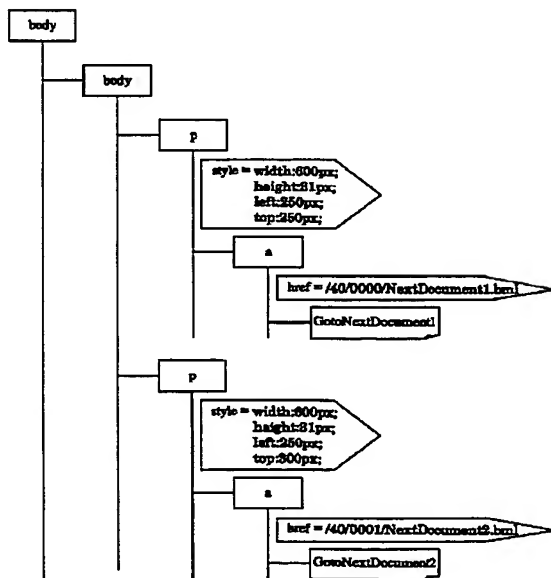 body
body
p
style = width:600px;
height:31px;
left:250px;
top:250px;
a
href = /40/0000/NextDocument1.bml
GotoNextDocument1
p
style = width:600px;
height:31px;
left:250px;
top:300px;
a
href = /40/0001/NextDocument2.bml
GotoNextDocument2